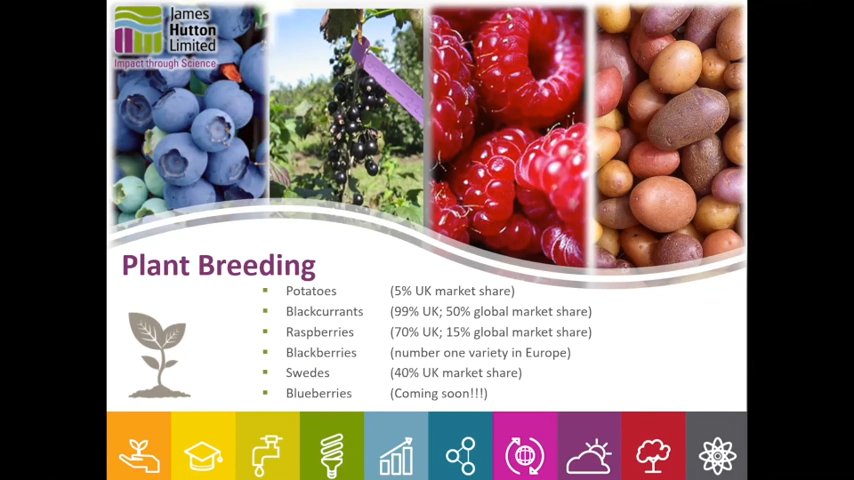 James
Hutton
Limited
Impact through Science
Plant Breeding
▪ Potatoes (5% UK market share)
▪ Blackcurrants (99% UK; 50% global market share)
▪ Raspberries (70% UK; 15% global market share)
▪ Blackberries (number one variety in Europe)
▪ Swedes (40% UK market share)
▪ Blueberries (Coming soon!!!)